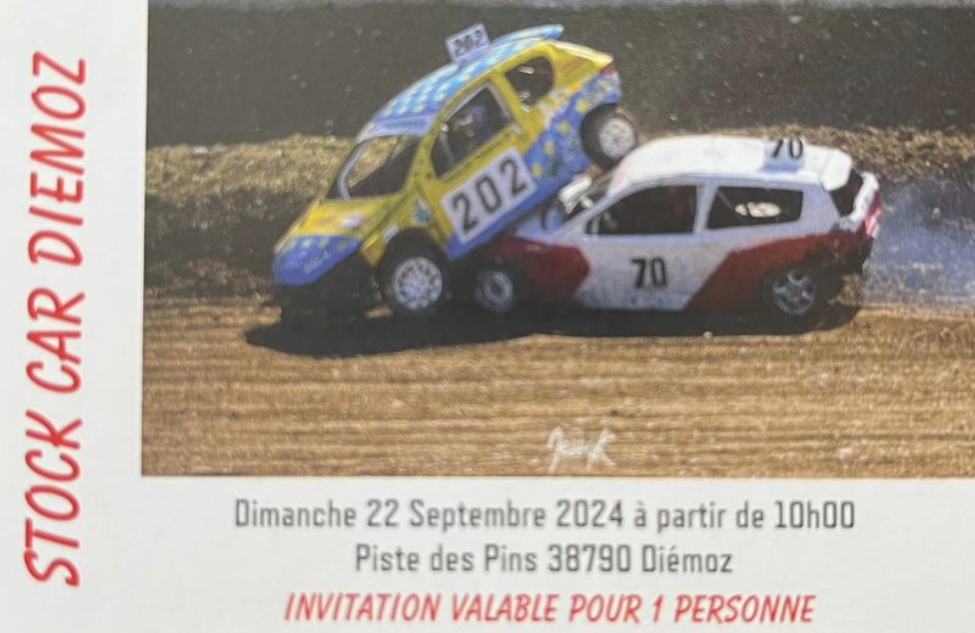 STOCK CAR DIEMOZ
202
202
70
70
Dimanche 22 Septembre 2024 à partir de 10h00
Piste des Pins 38790 Diémoz
INVITATION VALABLE POUR 1 PERSONNE